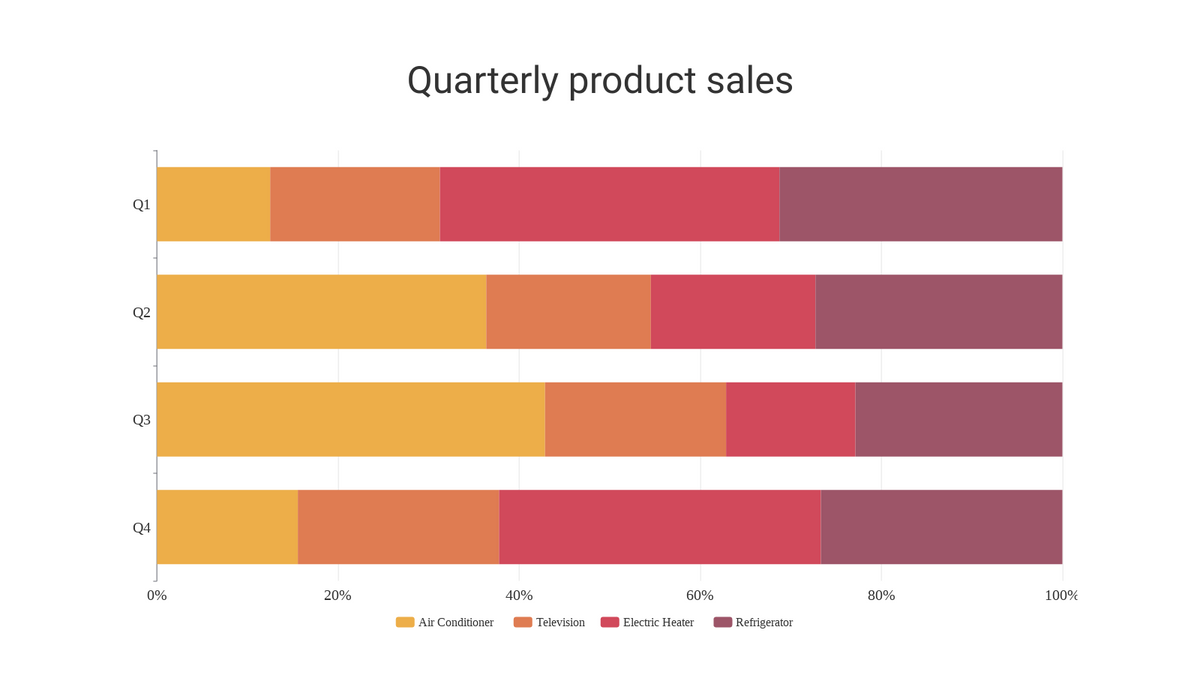 Quarterly product sales
Q1
Q2
Q3
Q4
0% 20% 40% 60% 80% 100%
Air Conditioner Television Electric Heater Refrigerator